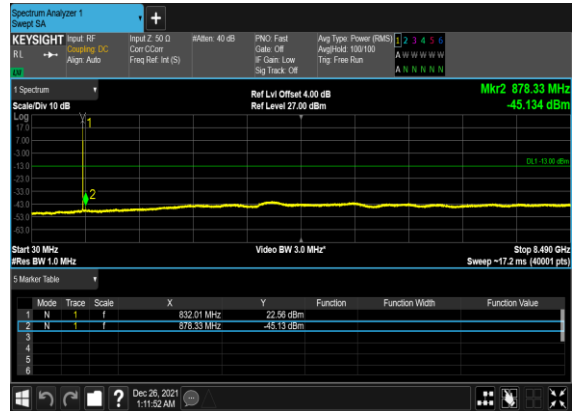 Spectrum Analyzer 1
Swept SA
+
KEYSIGHT
RL
Input: RF
Coupling: DC
Align: Auto
Input Z: 50 Ω
Corr CCorr
Freq Ref: Int (S)
#Atten: 40 dB
PNO: Fast
Gate: Off
IF Gain: Low
Sig Track: Off
Avg Type: Power (RMS)
Avg|Hold: 100/100
Trig: Free Run
1 2 3 4 5 6
A W W W W W
A N N N N N
1 Spectrum
Scale/Div 10 dB
Ref Lvl Offset 4.00 dB
Ref Level 27.00 dBm
Mkr2 878.33 MHz
-45.134 dBm
Log
17.0
7.00
-3.00
-13.0
-23.0
-33.0
-43.0
-53.0
-63.0
1
2
DL1 -13.00 dBm
Start 30 MHz
#Res BW 1.0 MHz
Video BW 3.0 MHz*
Stop 8.490 GHz
Sweep ~17.2 ms (40001 pts)
5 Marker Table
Mode Trace Scale X Y Function Function Width Function Value
1 N 1 f 832.01 MHz 22.56 dBm
2 N 1 f 878.33 MHz -45.13 dBm
3
4
5
6
?
Dec 26, 2021
1:11:52 AM